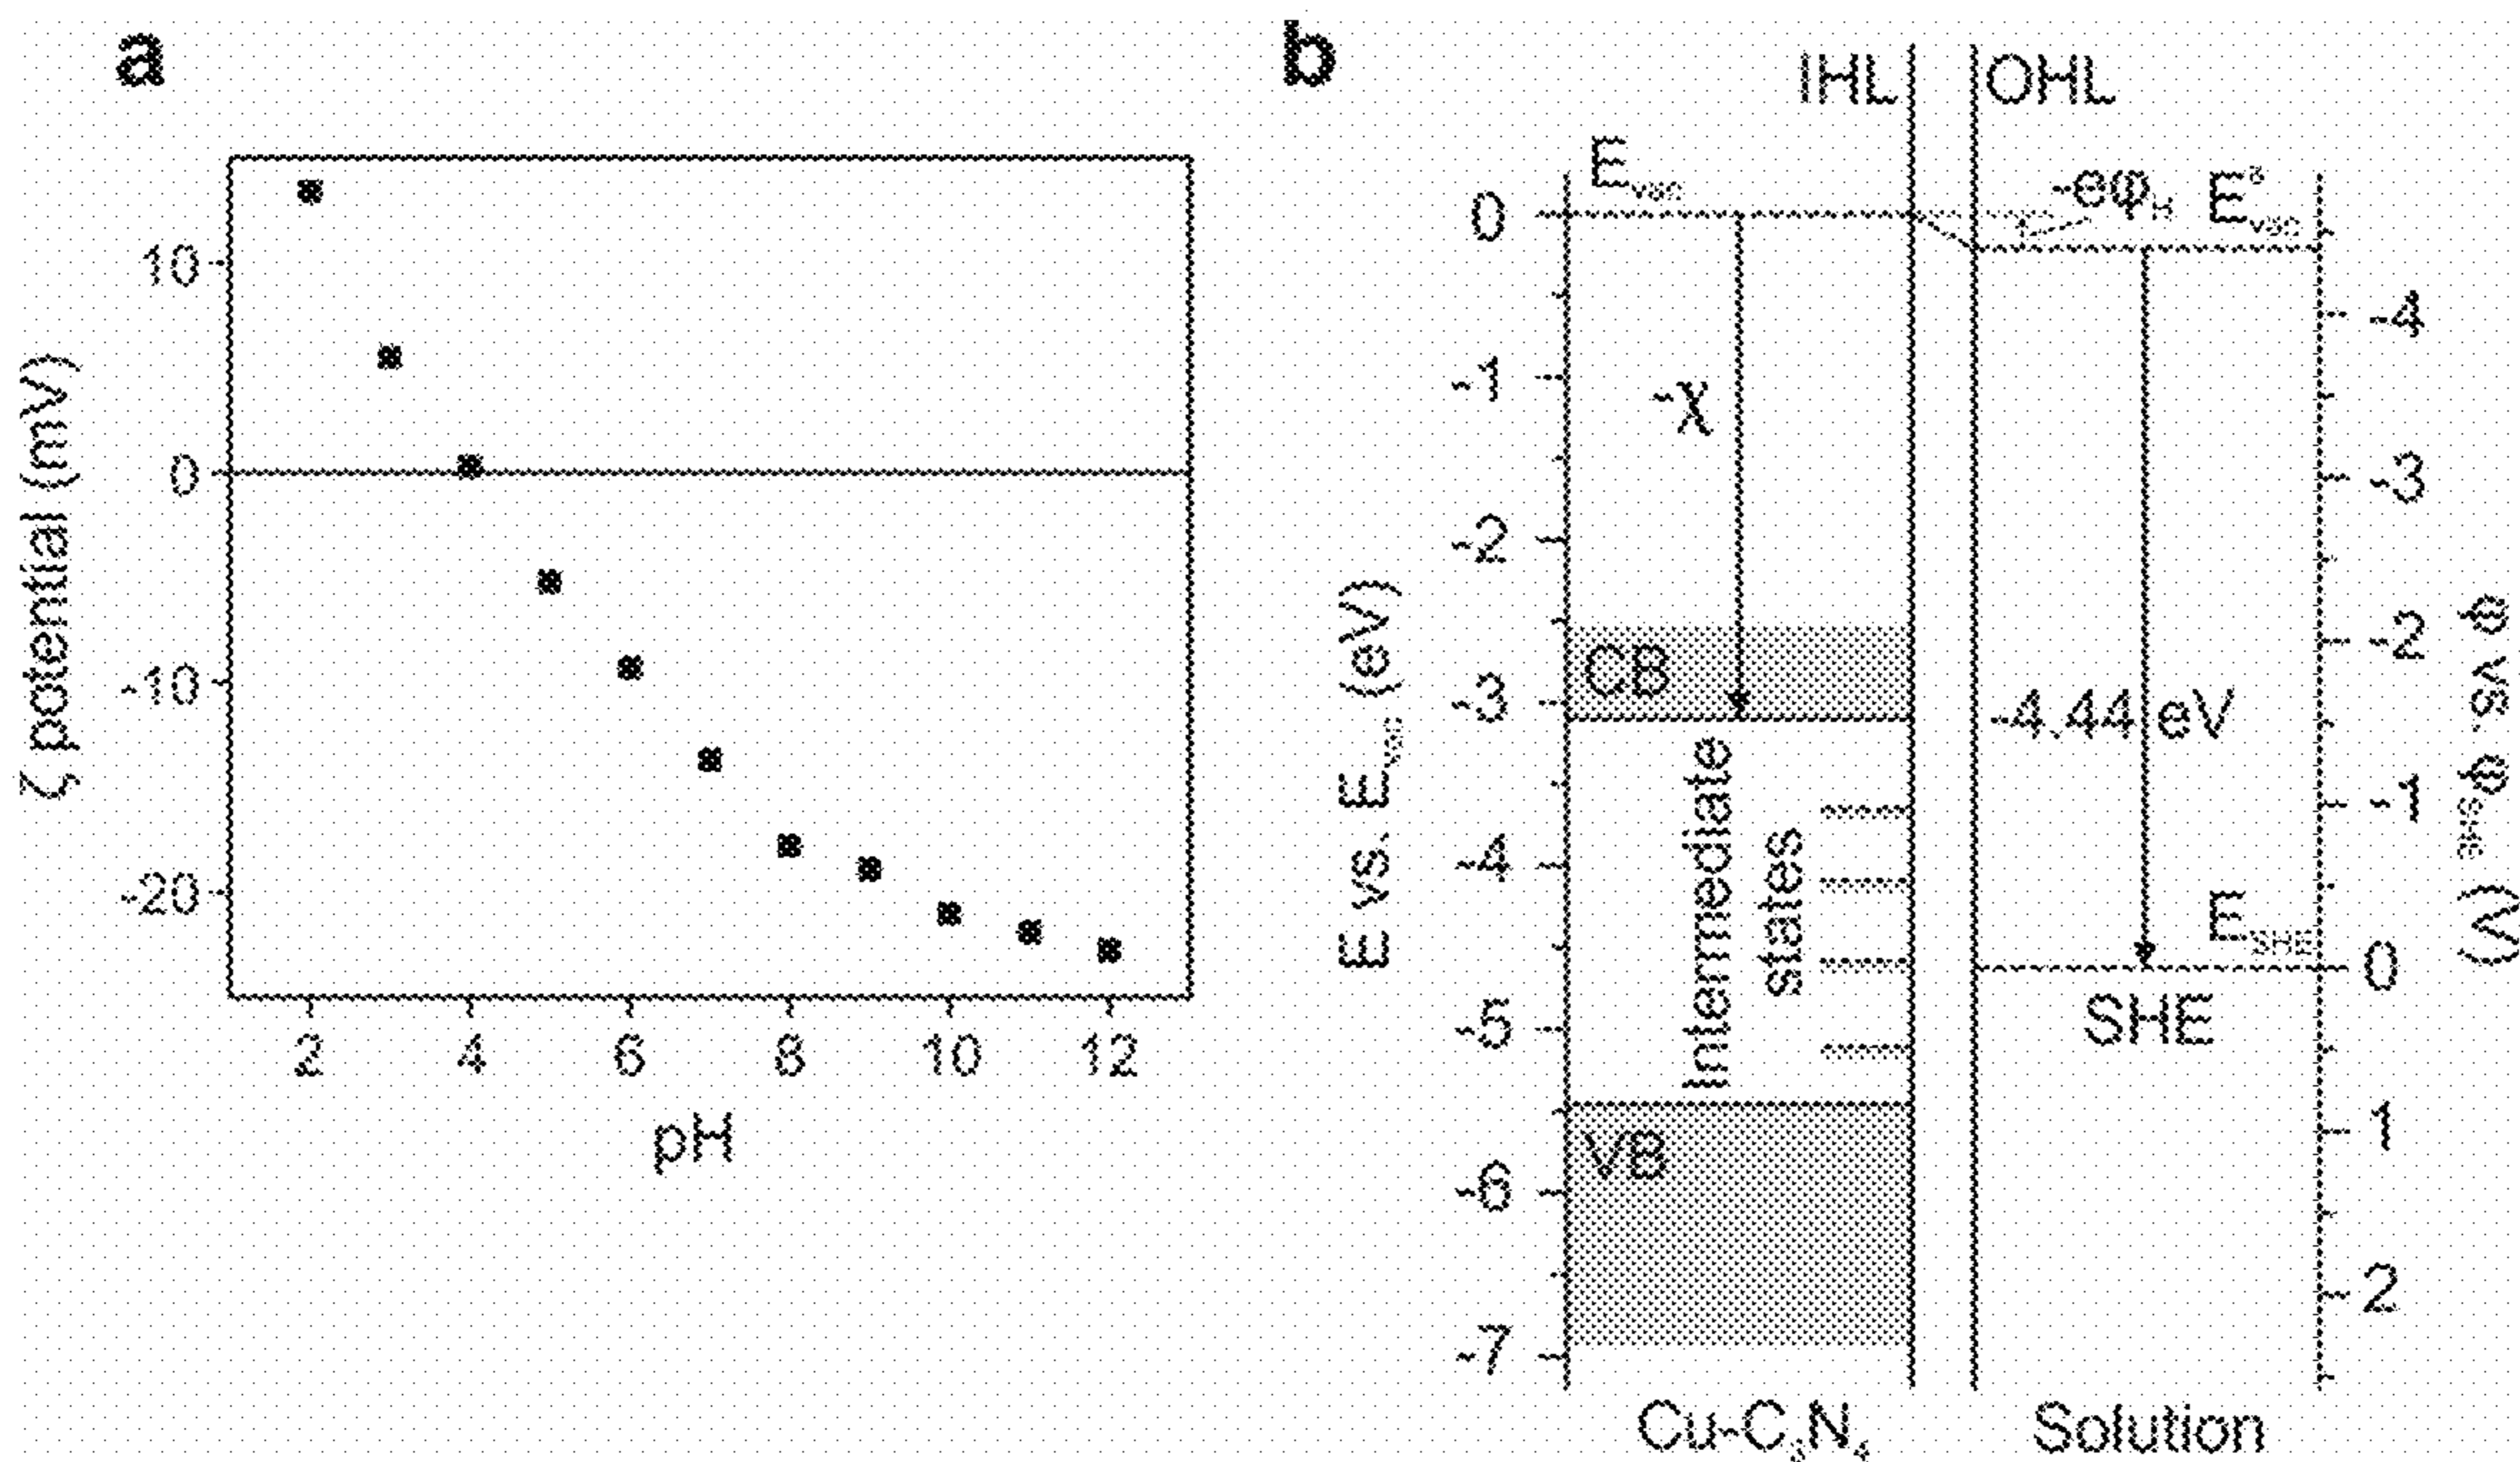 a
ζ potential (mV)
10
0
-10
-20
2 4 6 8 10 12
pH
b
IHL OHL
E vs. Evac (eV)
Evac
-eφH
Esvac
0
-1
-2
-3
-4
-5
-6
-7
-χ
CB
Intermediate
states
VB
-4.44 eV
ESHE
SHE
-4
-3
-2
-1
0
1
2
φ vs. φSHE (V)
Cu-C3N4
Solution